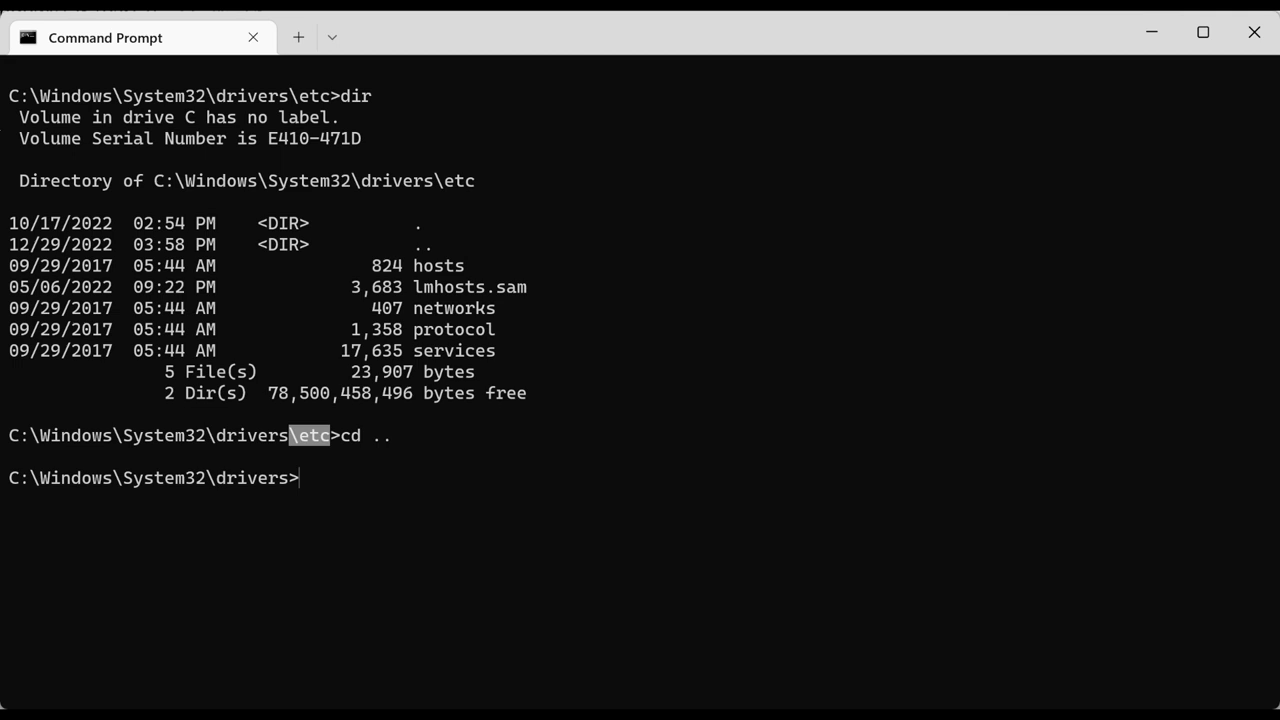 Command Prompt
C:\Windows\System32\drivers\etc>dir
 Volume in drive C has no label.
 Volume Serial Number is E410-471D

 Directory of C:\Windows\System32\drivers\etc

10/17/2022  02:54 PM    <DIR>          .
12/29/2022  03:58 PM    <DIR>          ..
09/29/2017  05:44 AM               824 hosts
05/06/2022  09:22 PM             3,683 lmhosts.sam
09/29/2017  05:44 AM               407 networks
09/29/2017  05:44 AM             1,358 protocol
09/29/2017  05:44 AM            17,635 services
               5 File(s)         23,907 bytes
               2 Dir(s)  78,500,458,496 bytes free

C:\Windows\System32\drivers\etc>cd ..

C:\Windows\System32\drivers>